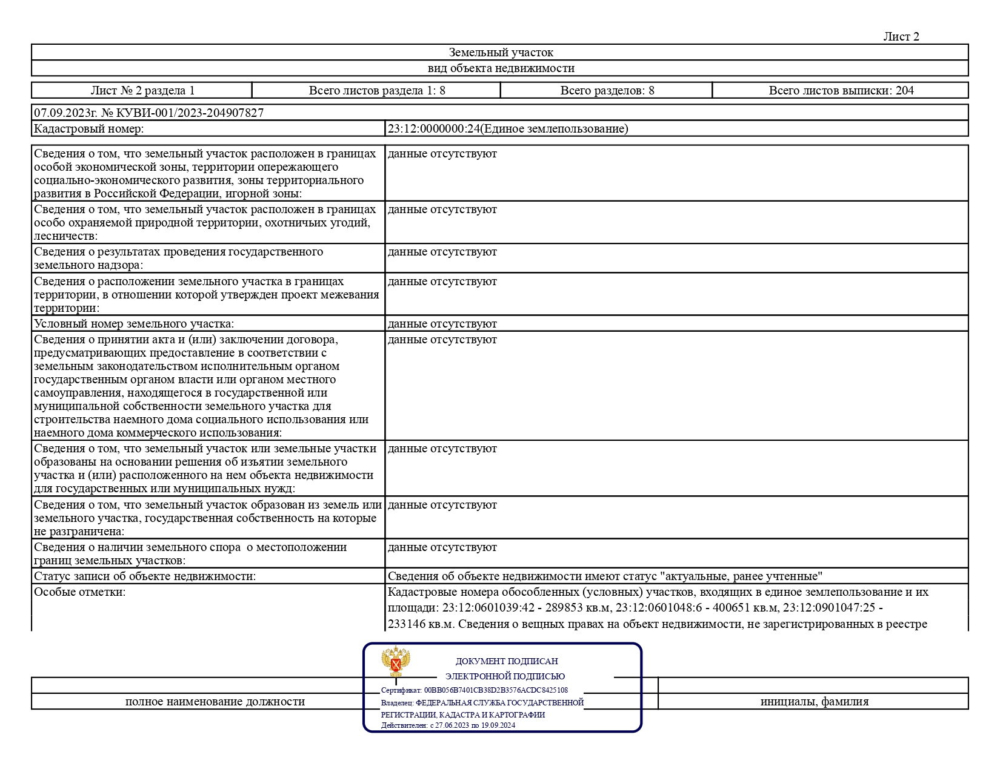 Лист 2
Земельный участок
вид объекта недвижимости
Лист № 2 раздела 1 Всего листов раздела 1: 8 Всего разделов: 8 Всего листов выписки: 204
07.09.2023г. № КУВИ-001/2023-204907827
Кадастровый номер: 23:12:0000000:24(Единое землепользование)
Сведения о том, что земельный участок расположен в границах данные отсутствуют
особой экономической зоны, территории опережающего
социально-экономического развития, зоны территориального
развития в Российской Федерации, игорной зоны:
Сведения о том, что земельный участок расположен в границах данные отсутствуют
особо охраняемой природной территории, охотничьих угодий,
лесничеств:
Сведения о результатах проведения государственного данные отсутствуют
земельного надзора:
Сведения о расположении земельного участка в границах данные отсутствуют
территории, в отношении которой утвержден проект межевания
территории:
Условный номер земельного участка: данные отсутствуют
Сведения о принятии акта и (или) заключении договора, данные отсутствуют
предусматривающих предоставление в соответствии с
земельным законодательством исполнительным органом
государственным органом власти или органом местного
самоуправления, находящегося в государственной или
муниципальной собственности земельного участка для
строительства наемного дома социального использования или
наемного дома коммерческого использования:
Сведения о том, что земельный участок или земельные участки данные отсутствуют
образованы на основании решения об изъятии земельного
участка и (или) расположенного на нем объекта недвижимости
для государственных или муниципальных нужд:
Сведения о том, что земельный участок образован из земель или данные отсутствуют
земельного участка, государственная собственность на которые
не разграничена:
Сведения о наличии земельного спора о местоположении данные отсутствуют
границ земельных участков:
Статус записи об объекте недвижимости: Сведения об объекте недвижимости имеют статус "актуальные, ранее учтенные"
Особые отметки: Кадастровые номера обособленных (условных) участков, входящих в единое землепользование и их
площади: 23:12:0601039:42 - 289853 кв.м, 23:12:0601048:6 - 400651 кв.м, 23:12:0901047:25 -
233146 кв.м. Сведения о вещных правах на объект недвижимости, не зарегистрированных в реестре
ДОКУМЕНТ ПОДПИСАН
ЭЛЕКТРОННОЙ ПОДПИСЬЮ
Сертификат: 00BB056B7401CB38D2B3576ACDC8425108
полное наименование должности Владелец: ФЕДЕРАЛЬНАЯ СЛУЖБА ГОСУДАРСТВЕННОЙ инициалы, фамилия
РЕГИСТРАЦИИ, КАДАСТРА И КАРТОГРАФИИ
Действителен: с 27.06.2023 по 19.09.2024